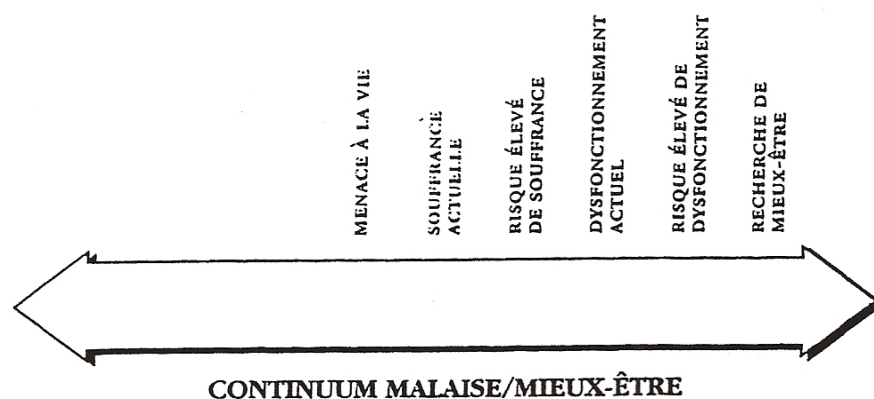 MENACE À LA VIE
SOUFFRANCE
ACTUELLE
RISQUE ÉLEVÉ
DE SOUFFRANCE
DYSFONCTIONNEMENT
ACTUEL
RISQUE ÉLEVÉ DE
DYSFONCTIONNEMENT
RECHERCHE DE
MIEUX-ÊTRE
CONTINUUM MALAISE/MIEUX-ÊTRE